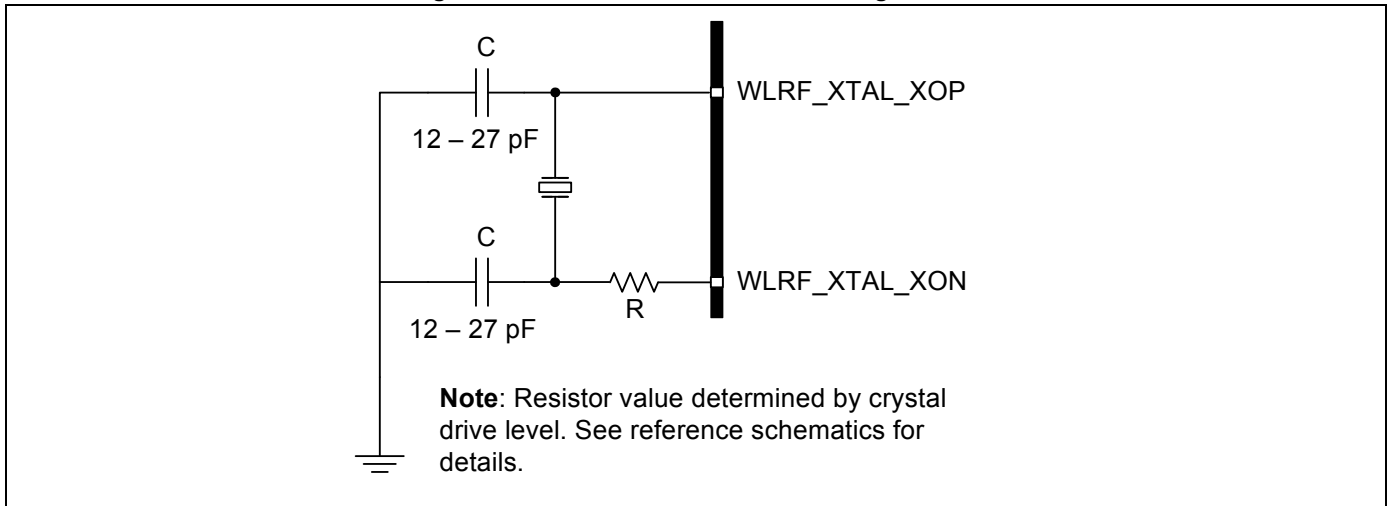 C
WLRF_XTAL_XOP
12 – 27 pF
C
WLRF_XTAL_XON
R
12 – 27 pF
Note: Resistor value determined by crystal
drive level. See reference schematics for
details.